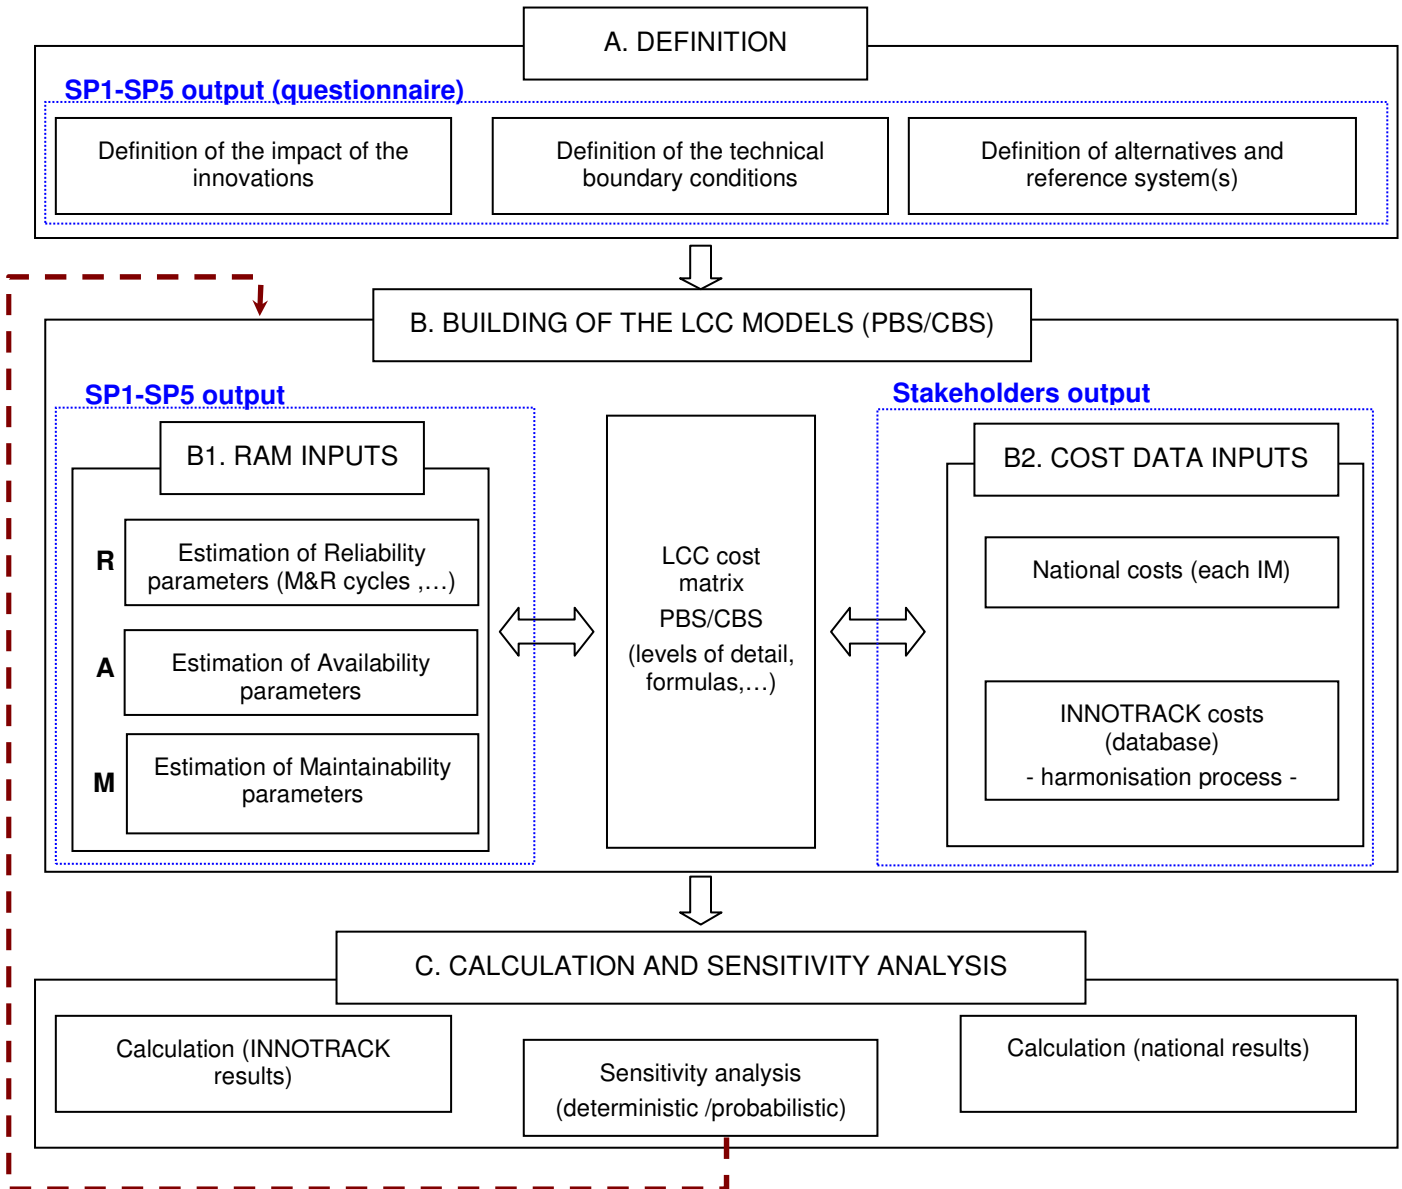 A. DEFINITION
SP1-SP5 output (questionnaire)
Definition of the impact of the
innovations
Definition of the technical
boundary conditions
Definition of alternatives and
reference system(s)
B. BUILDING OF THE LCC MODELS (PBS/CBS)
SP1-SP5 output
B1. RAM INPUTS
R
Estimation of Reliability
parameters (M&R cycles ,…)
A
Estimation of Availability
parameters
M
Estimation of Maintainability
parameters
LCC cost
matrix
PBS/CBS
(levels of detail,
formulas,…)
Stakeholders output
B2. COST DATA INPUTS
National costs (each IM)
INNOTRACK costs
(database)
- harmonisation process -
C. CALCULATION AND SENSITIVITY ANALYSIS
Calculation (INNOTRACK
results)
Sensitivity analysis
(deterministic /probabilistic)
Calculation (national results)